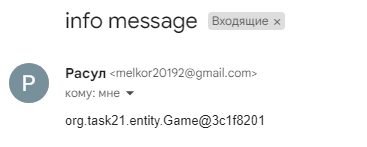 info message Входящие ×
P
Расул <melkor20192@gmail.com>
кому: мне
org.task21.entity.Game@3c1f8201